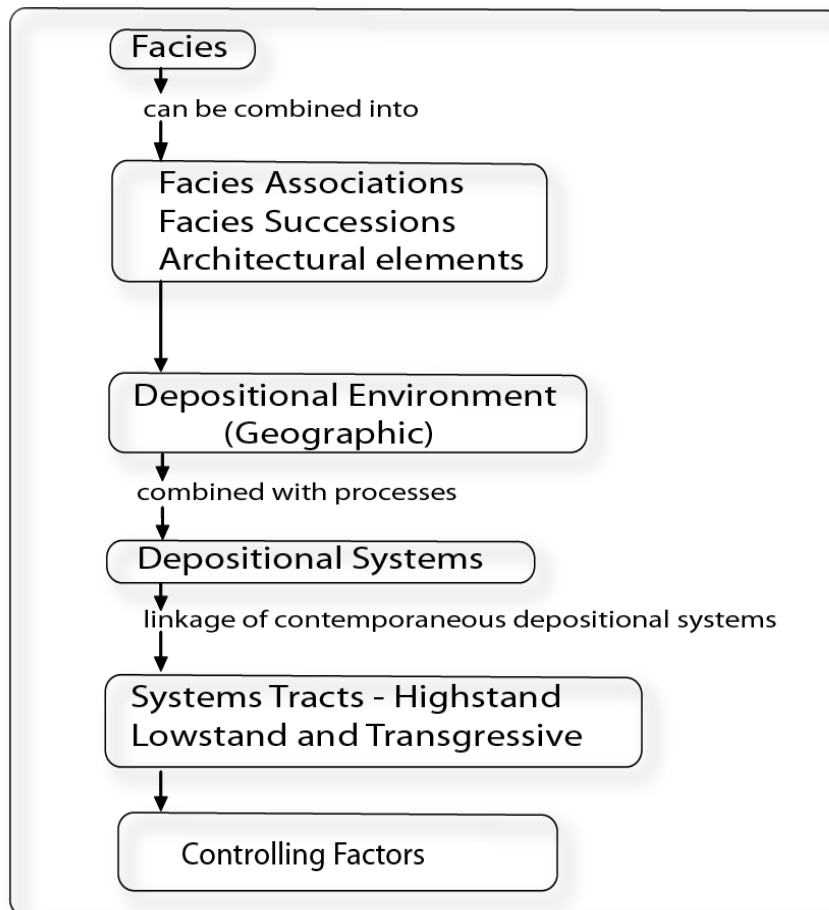 Facies
can be combined into
Facies Associations
Facies Successions
Architectural elements
Depositional Environment
(Geographic)
combined with processes
Depositional Systems
linkage of contemporaneous depositional systems
Systems Tracts - Highstand
Lowstand and Transgressive
Controlling Factors